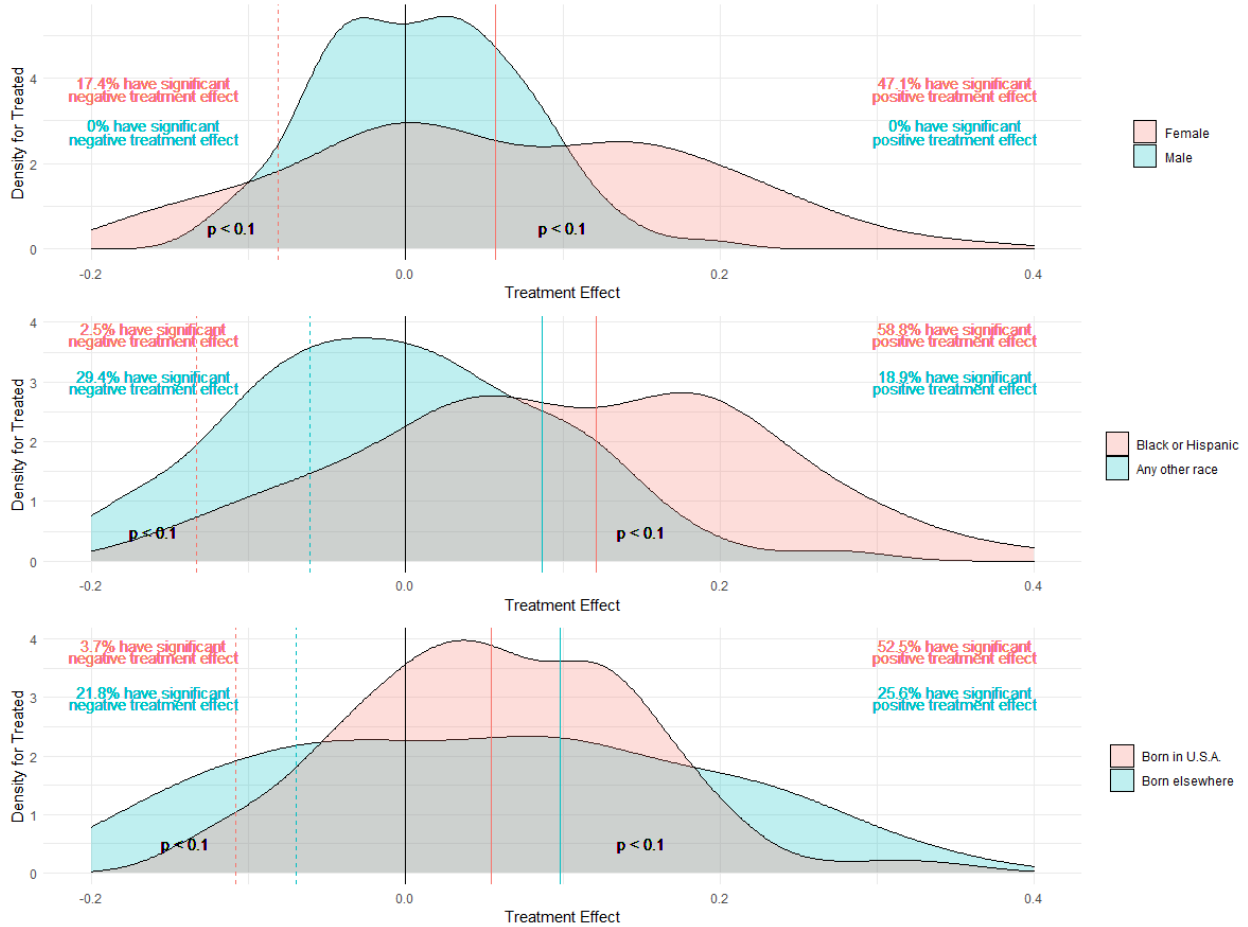 17.4% have significant
negative treatment effect
0% have significant
negative treatment effect
47.1% have significant
positive treatment effect
0% have significant
positive treatment effect
Density for Treated
4
2
0
p < 0.1
p < 0.1
-0.2
0.0
0.2
0.4
Treatment Effect
Female
Male
2.5% have significant
negative treatment effect
29.4% have significant
negative treatment effect
58.8% have significant
positive treatment effect
18.9% have significant
positive treatment effect
Density for Treated
4
3
2
1
0
p < 0.1
p < 0.1
-0.2
0.0
0.2
0.4
Treatment Effect
Black or Hispanic
Any other race
3.7% have significant
negative treatment effect
21.8% have significant
negative treatment effect
52.5% have significant
positive treatment effect
25.6% have significant
positive treatment effect
Density for Treated
4
3
2
1
0
p < 0.1
p < 0.1
-0.2
0.0
0.2
0.4
Treatment Effect
Born in U.S.A.
Born elsewhere